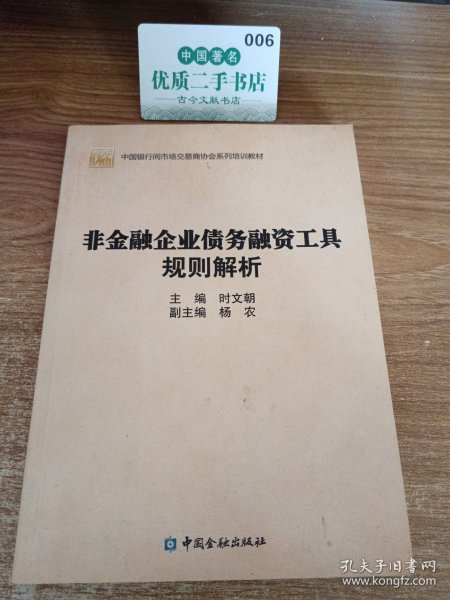 006
中国著名
优质二手书店
古今文献书店
中国银行间市场交易商协会系列培训教材
非金融企业债务融资工具
规则解析
主 编 时文朝
副主编 杨 农
中国金融出版社
孔夫子旧书网
www.kongfz.com